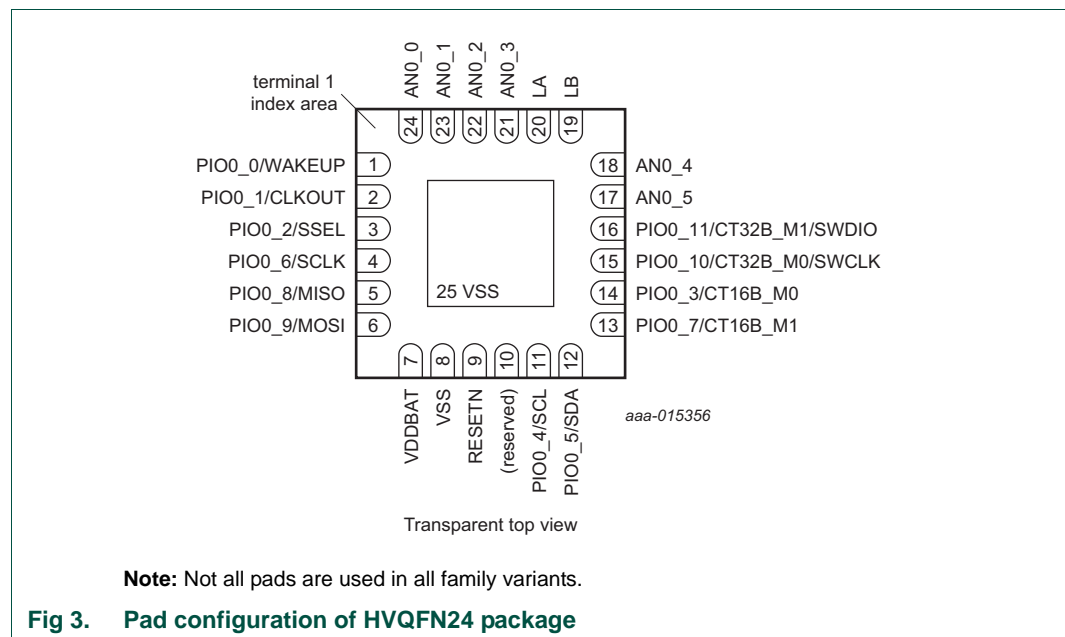 AN0_0
AN0_1
AN0_2
AN0_3
LA
LB
terminal 1
index area
24
23
22
21
20
19
PIO0_0/WAKEUP 1
PIO0_1/CLKOUT 2
PIO0_2/SSEL 3
PIO0_6/SCLK 4
PIO0_8/MISO 5
PIO0_9/MOSI 6
18 AN0_4
17 AN0_5
16 PIO0_11/CT32B_M1/SWDIO
15 PIO0_10/CT32B_M0/SWCLK
14 PIO0_3/CT16B_M0
13 PIO0_7/CT16B_M1
25 VSS
7
8
9
10
11
12
VDDBAT
VSS
RESETN
(reserved)
PIO0_4/SCL
PIO0_5/SDA
aaa-015356
Transparent top view
Note: Not all pads are used in all family variants.
Fig 3. Pad configuration of HVQFN24 package